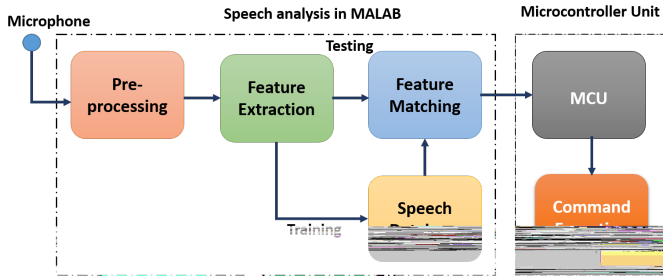 Speech analysis in MALAB
Microcontroller Unit
Microphone
Testing
Pre-
processing
Feature
Extraction
Feature
Matching
MCU
Speech
Training
Command